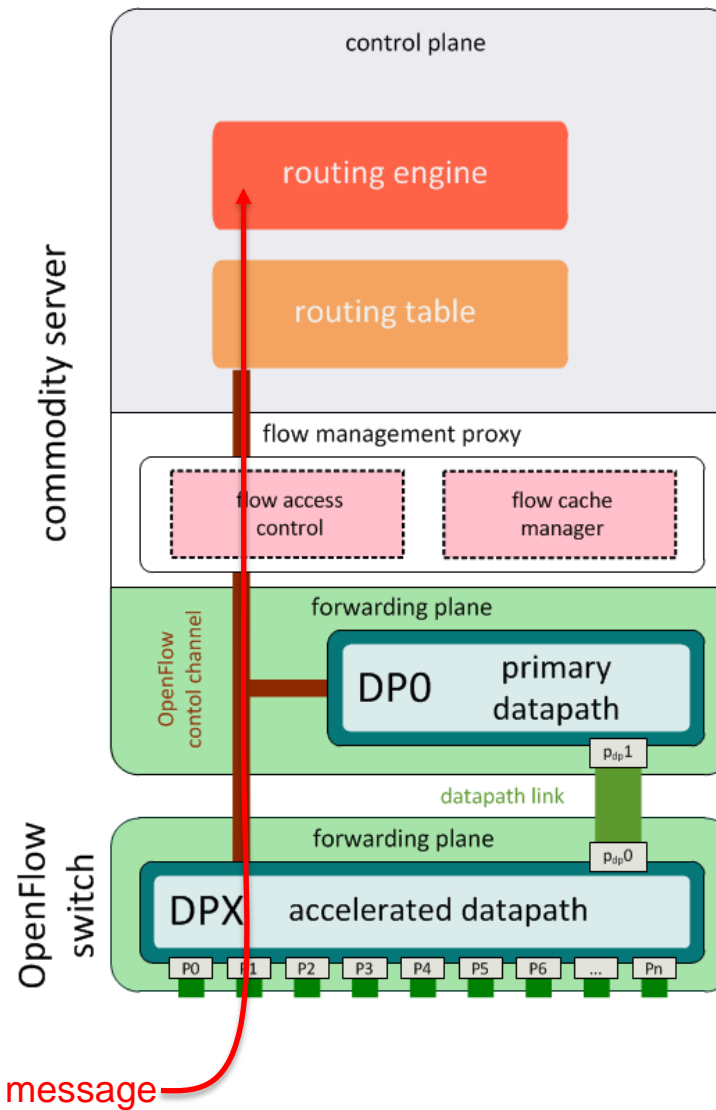 control plane
routing engine
routing table
commodity server
flow management proxy
flow access
control
flow cache
manager
forwarding plane
OpenFlow
contol channel
DP0
primary
datapath
p_dp1
datapath link
p_dp0
OpenFlow
switch
forwarding plane
DPX accelerated datapath
P0 P1 P2 P3 P4 P5 P6 ... Pn
message